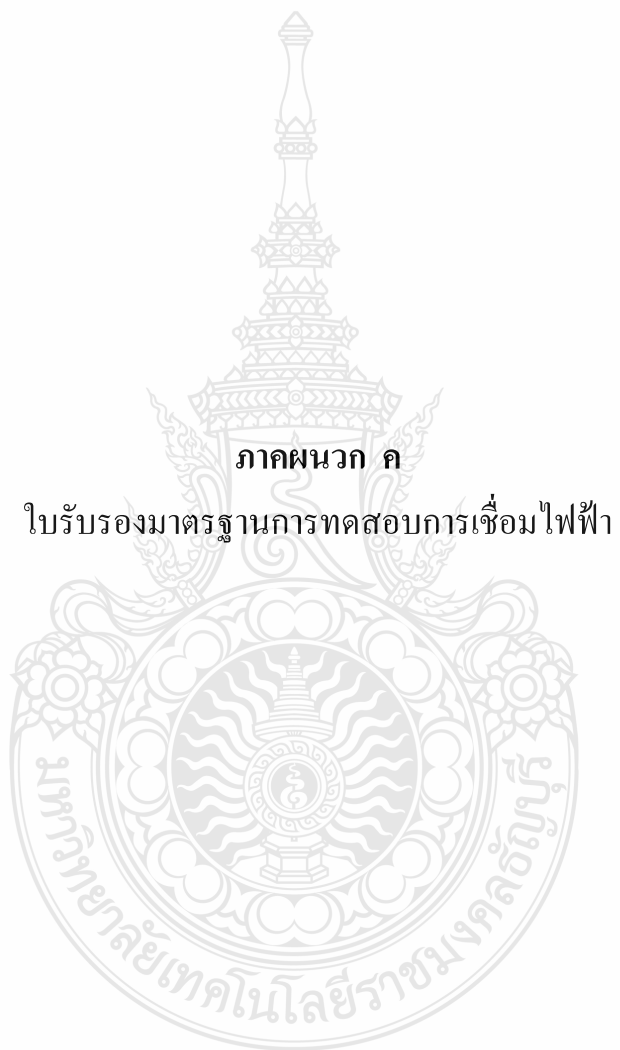 ภาคผนวก ค
ใบรับรองมาตรฐานการทดสอบการเชื่อมไฟฟ้า
มหาวิทยาลัยเทคโนโลยีราชมงคลธัญบุรี